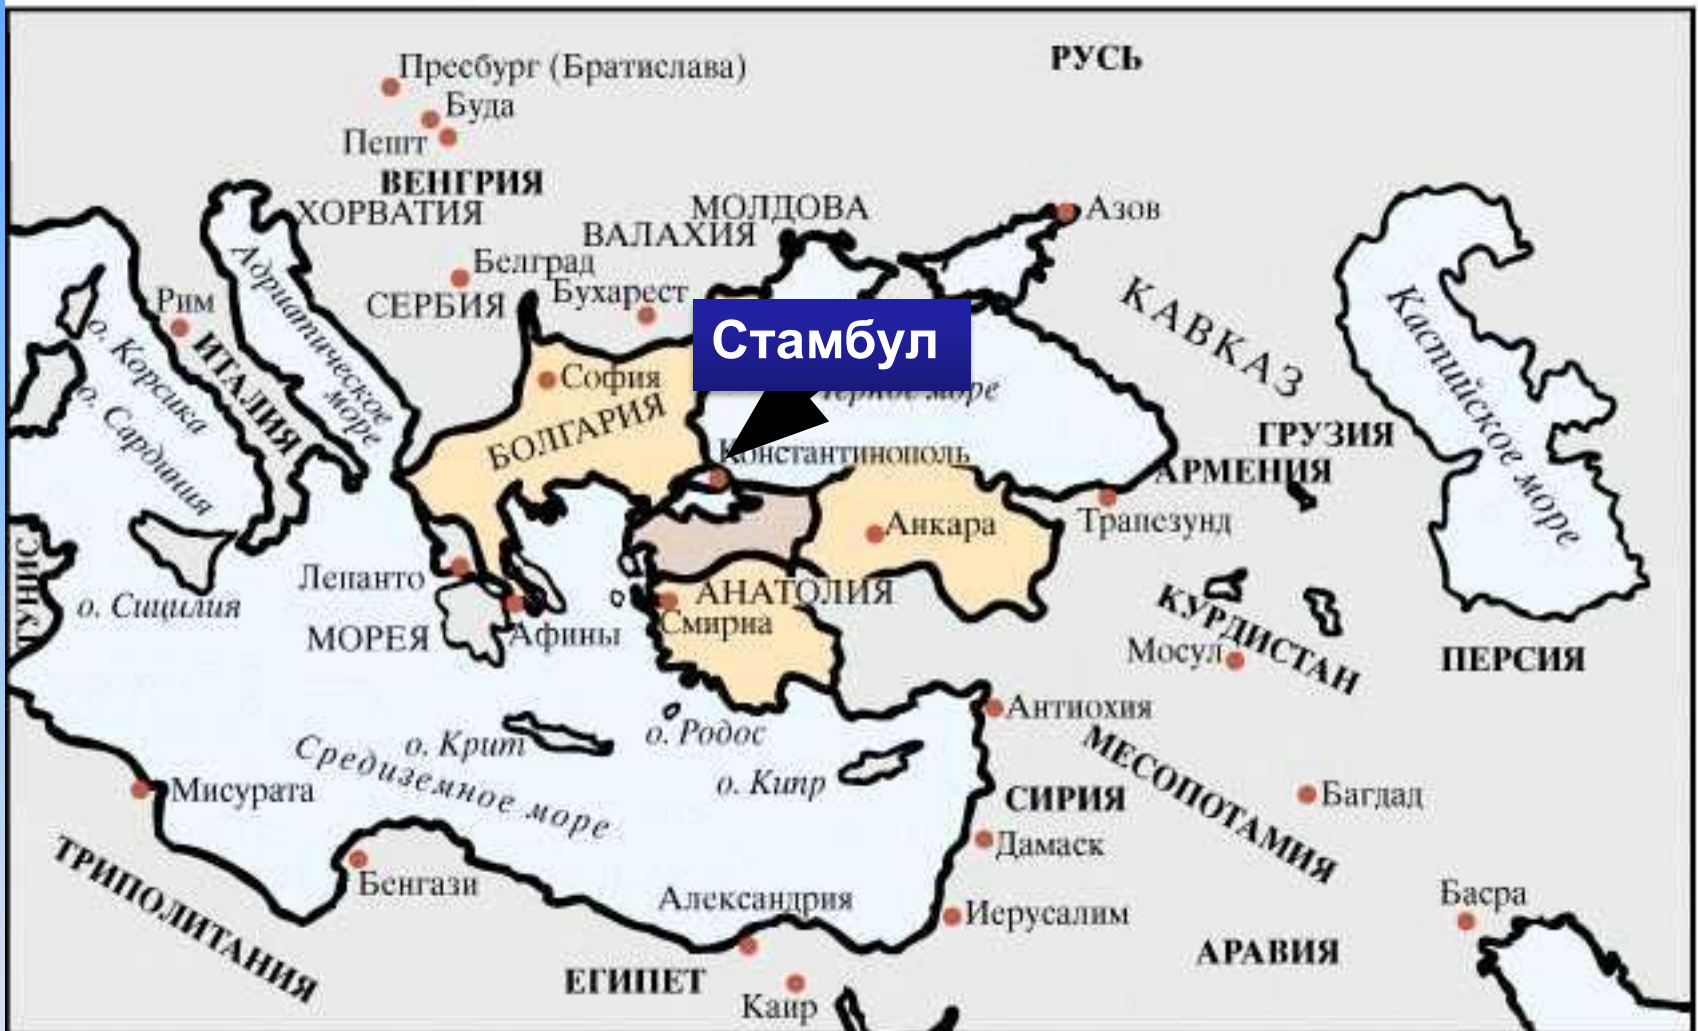 РУСЬ
Пресбург (Братислава)
Буда
Пешт
ВЕНГРИЯ
ХОРВАТИЯ
МОЛДОВА
Азов
ВАЛАХИЯ
Адриатическое
море
Белград
Бухарест
СЕРБИЯ
Рим
КАВКАЗ
Каспийское море
о. Корсика
ИТАЛИЯ
Стамбул
София
БОЛГАРИЯ
Черное море
о. Сардиния
ГРУЗИЯ
Константинополь
АРМЕНИЯ
Анкара
Трапезунд
ТУНИС
Лепанто
о. Сицилия
АНАТОЛИЯ
Смирна
МОРЕЯ
Афины
КУРДИСТАН
Мосул
ПЕРСИЯ
Антиохия
о. Крит
о. Родос
о. Кипр
Средиземное море
МЕСОПОТАМИЯ
Мисурата
СИРИЯ
Багдад
Дамаск
ТРИПОЛИТАНИЯ
Бенгази
Александрия
Иерусалим
Басра
АРАВИЯ
ЕГИПЕТ
Каир